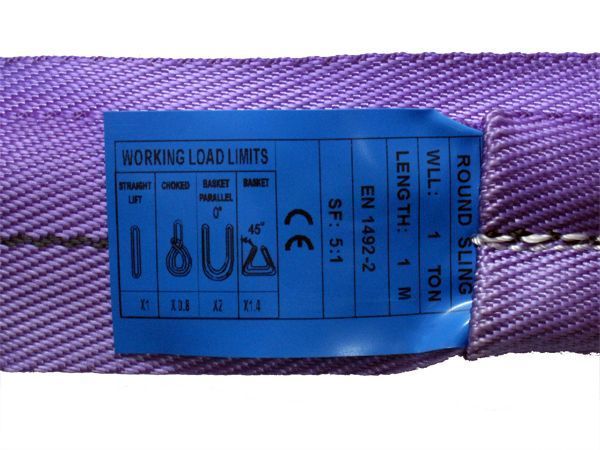 WORKING LOAD LIMITS
STRAIGHT LIFT
CHOKED
BASKET PARALLEL 0°
BASKET
45°
X1
X 0.8
X2
X1.4
CE
ROUND SLING
WLL: 1 TON
LENGTH: 1 M
EN 1492-2
SF: 5:1